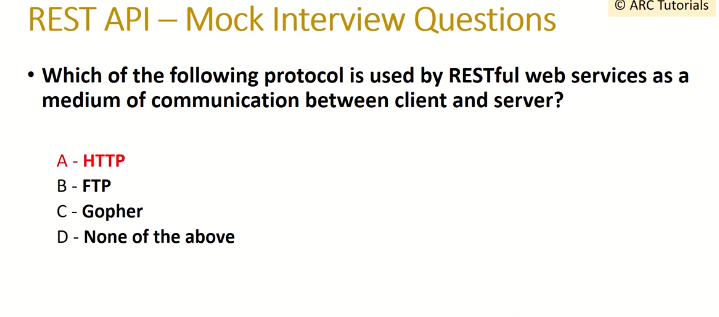 © ARC Tutorials
REST API – Mock Interview Questions
• Which of the following protocol is used by RESTful web services as a
medium of communication between client and server?
A - HTTP
B - FTP
C - Gopher
D - None of the above